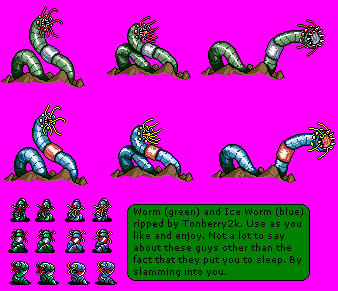 Worm (green) and Ice Worm (blue)
ripped by Tonberry2k. Use as you
like and enjoy. Not a lot to say
about these guys other than the
fact that they put you to sleep. By
slamming into you.